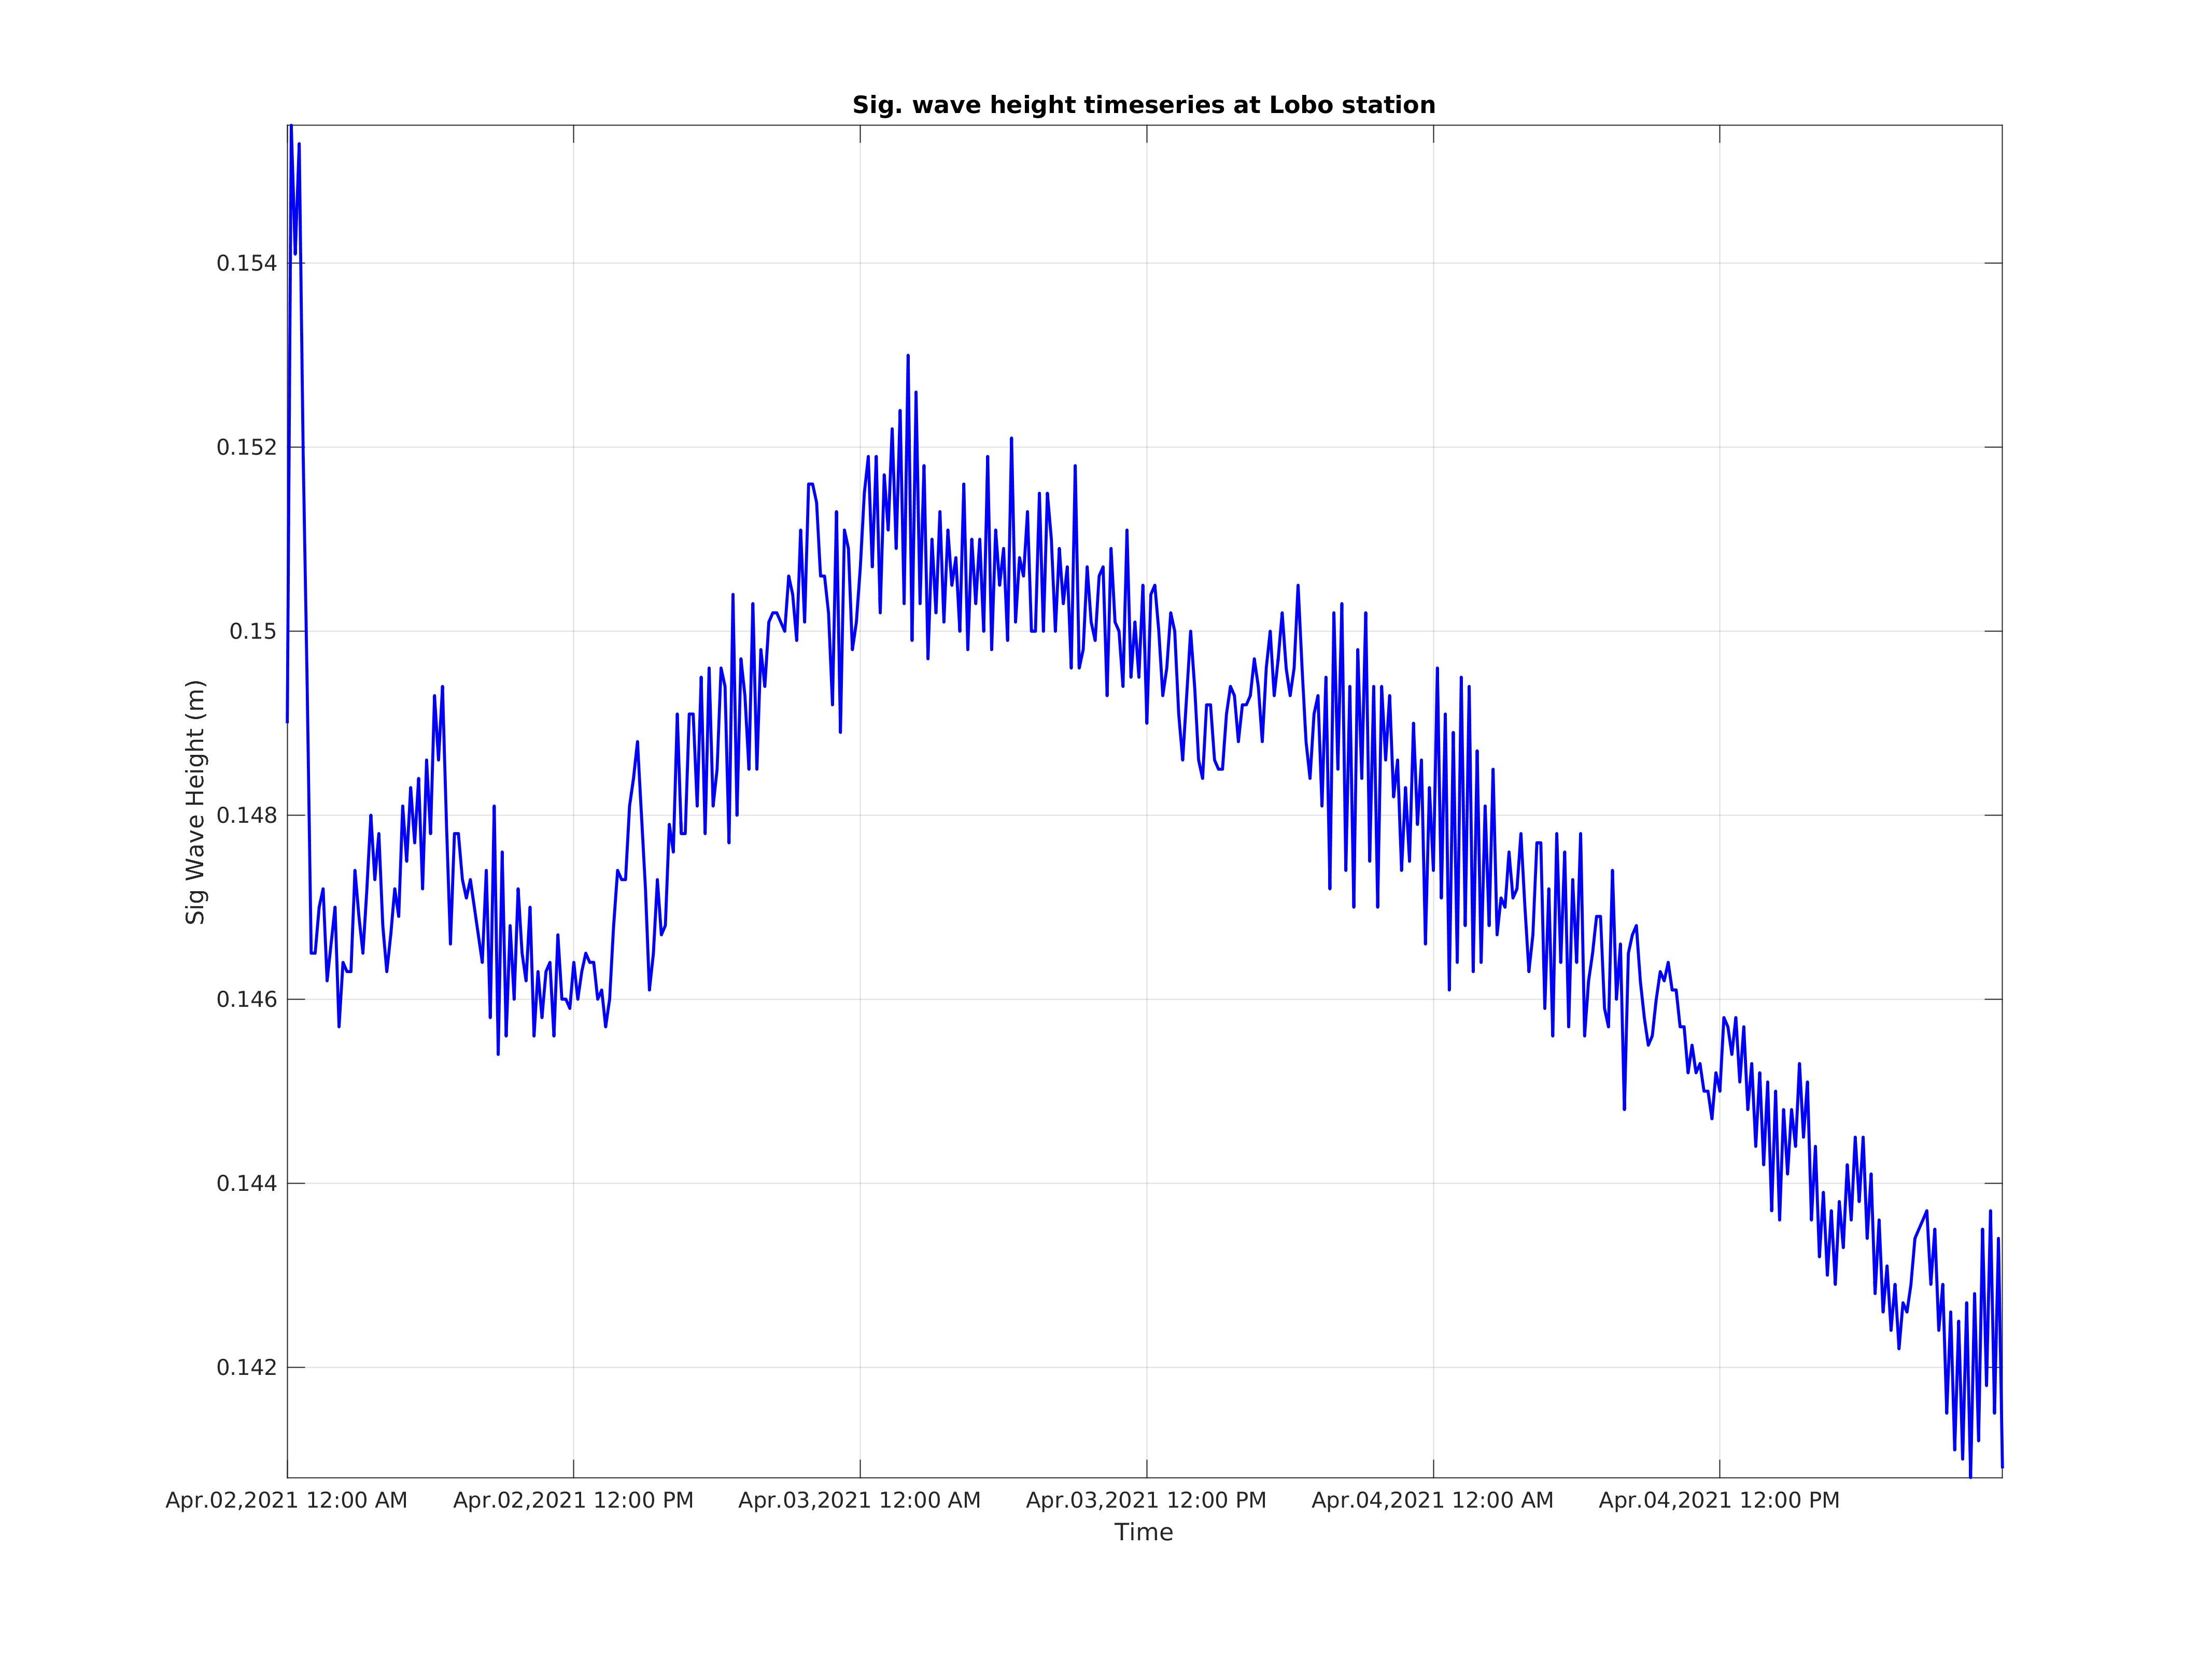 Sig. wave height timeseries at Lobo station
Sig Wave Height (m)
0.154
0.152
0.15
0.148
0.146
0.144
0.142
Apr.02,2021 12:00 AM
Apr.02,2021 12:00 PM
Apr.03,2021 12:00 AM
Apr.03,2021 12:00 PM
Apr.04,2021 12:00 AM
Apr.04,2021 12:00 PM
Time